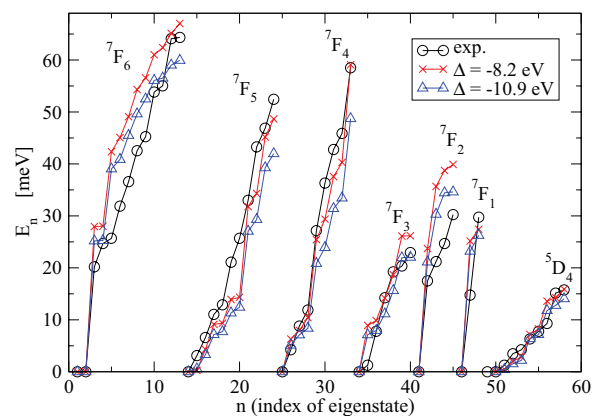 ⁷F₆
⁷F₅
⁷F₄
⁷F₃
⁷F₂
⁷F₁
⁵D₄
exp.
Δ = -8.2 eV
Δ = -10.9 eV
Eₙ [meV]
60
50
40
30
20
10
0
0 10 20 30 40 50 60
n (index of eigenstate)